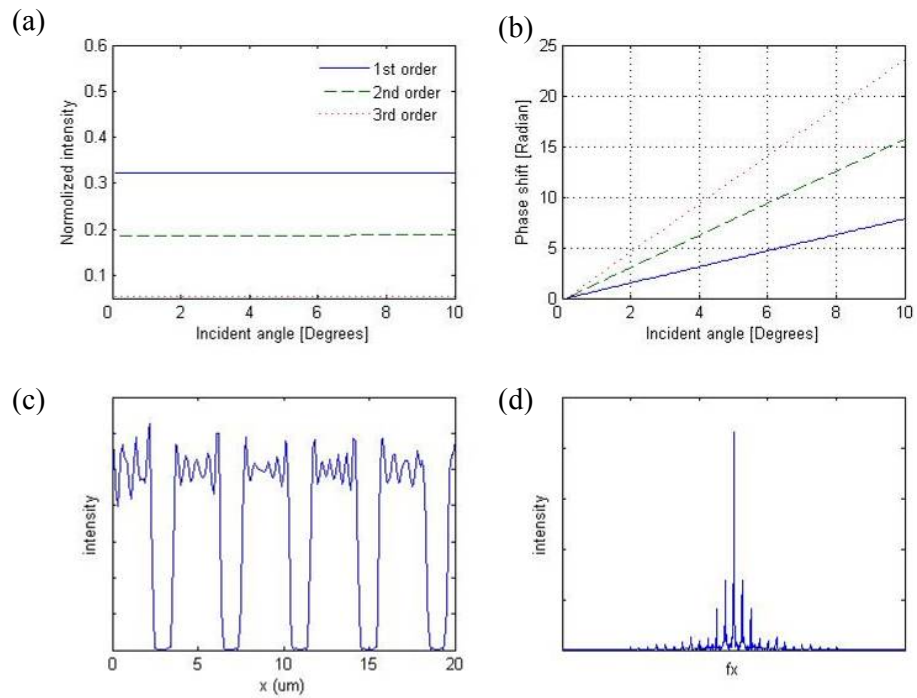 (a)
0.6
0.5
0.4
0.3
0.2
0.1
Normolized intensity
1st order
2nd order
3rd order
0 2 4 6 8 10
Incident angle [Degrees]
(b)
25
20
15
10
5
0
Phase shift [Radian]
2 4 6 8 10
Incident angle [Degrees]
(c)
intensity
0 5 10 15 20
x (um)
(d)
intensity
fx